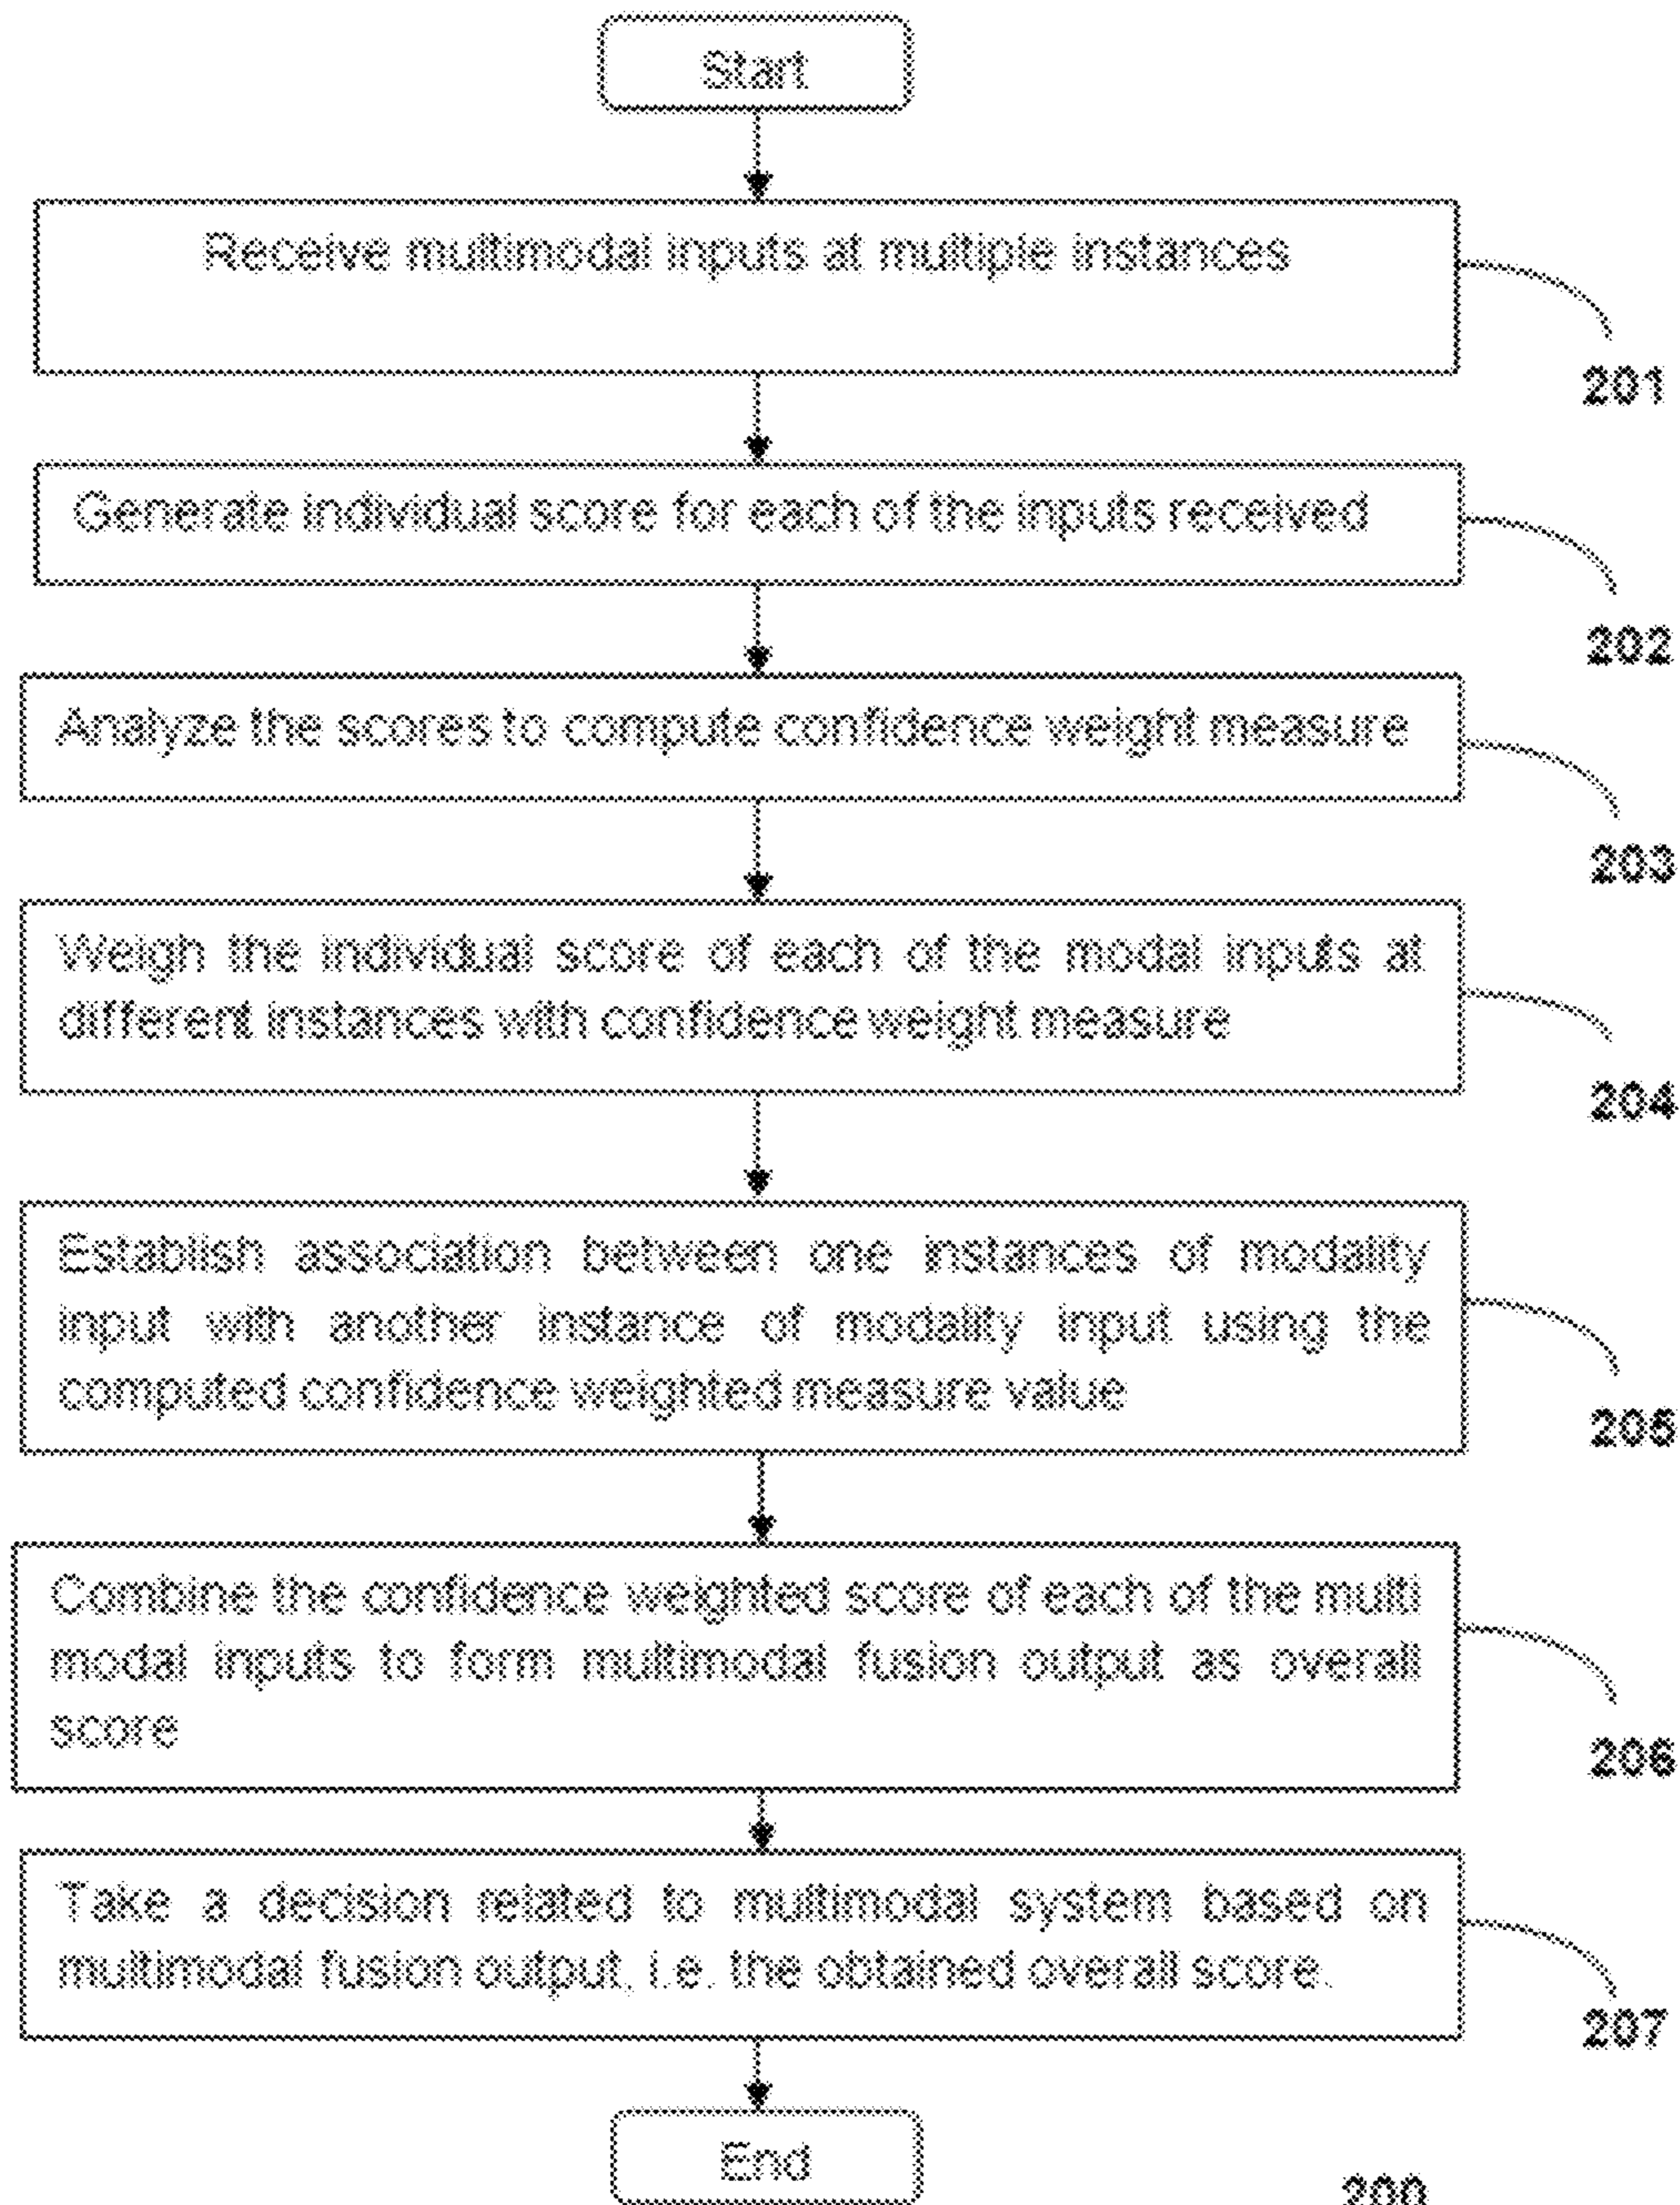 Start
Receive multimodal inputs at multiple instances
201
Generate individual score for each of the inputs received
202
Analyze the scores to compute confidence weight measure
203
Weigh the individual score of each of the modal inputs at
different instances with confidence weight measure
204
Establish association between one instances of modality
input with another instance of modality input using the
computed confidence weighted measure value
205
Combine the confidence weighted score of each of the multi
modal inputs to form multimodal fusion output as overall
score
206
Take a decision related to multimodal system based on
multimodal fusion output, i.e. the obtained overall score.
207
End
200